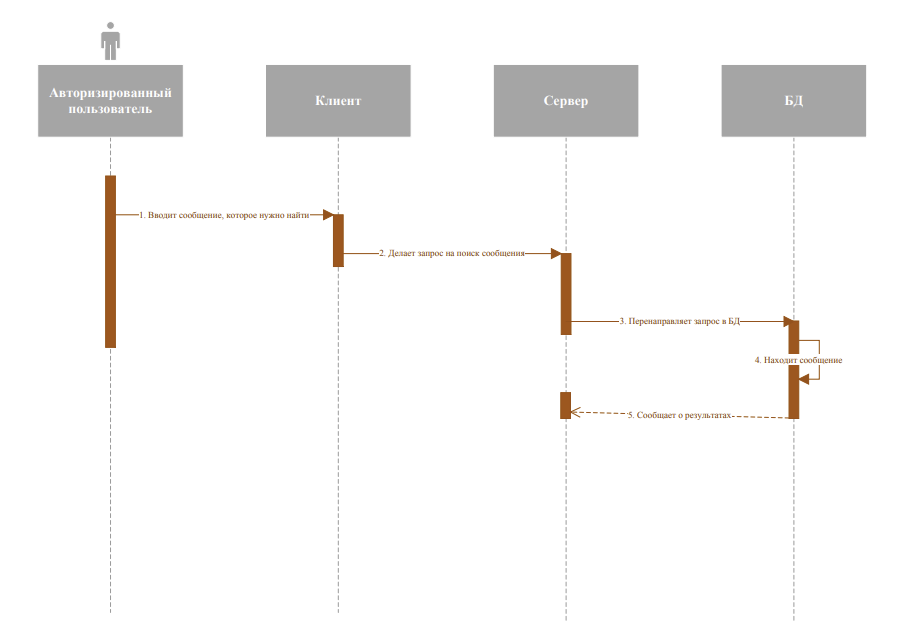 Авторизированный
пользователь
Клиент
Сервер
БД
1. Вводит сообщение, которое нужно найти
2. Делает запрос на поиск сообщения
3. Перенаправляет запрос в БД
4. Находит сообщение
5. Сообщает о результатах